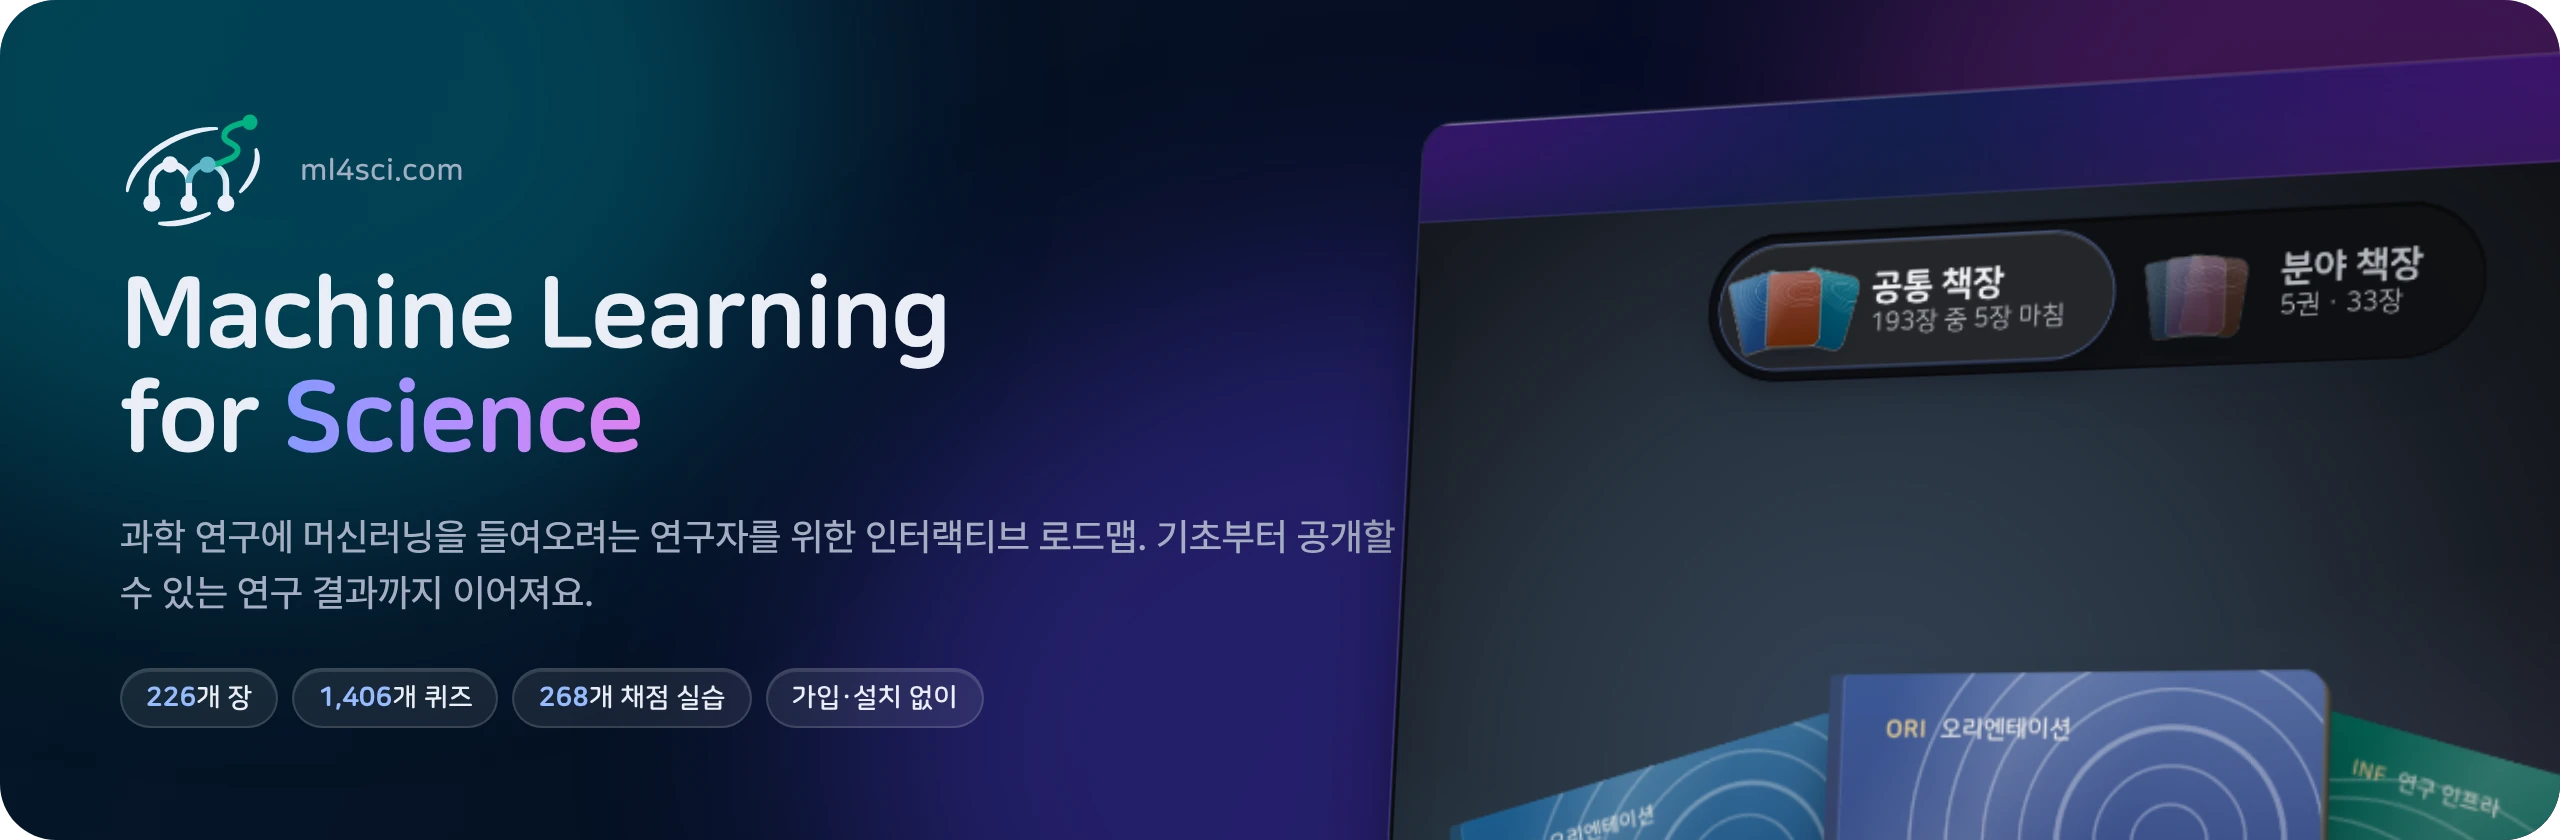 ml4sci.com
Machine Learning
for Science
과학 연구에 머신러닝을 들여오려는 연구자를 위한 인터랙티브 로드맵. 기초부터 공개할
수 있는 연구 결과까지 이어져요.
226개 장
1,406개 퀴즈
268개 채점 실습
가입·설치 없이
공통 책장
193장 중 5장 마침
분야 책장
5권 · 33장
오리엔테이션
ORI 오리엔테이션
INF 연구 인프라